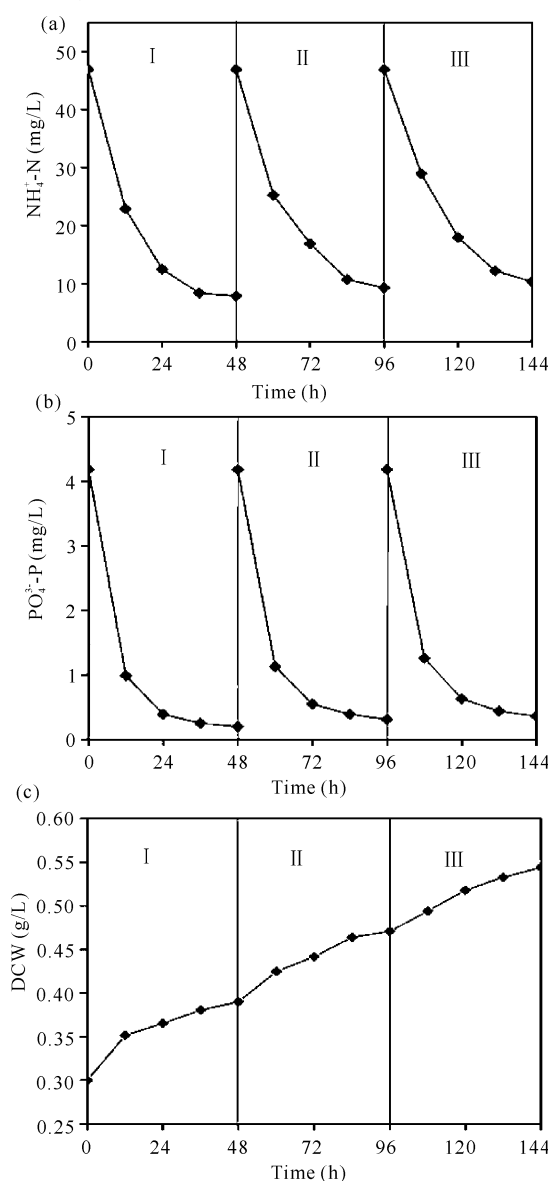 (a)
I II III
50
40
30
20
10
0
NH₄⁺-N (mg/L)
0 24 48 72 96 120 144
Time (h)
(b)
I II III
5
4
3
2
1
0
PO₄³⁻-P (mg/L)
0 24 48 72 96 120 144
Time (h)
(c)
I II III
0.60
0.55
0.50
0.45
0.40
0.35
0.30
0.25
DCW (g/L)
0 24 48 72 96 120 144
Time (h)